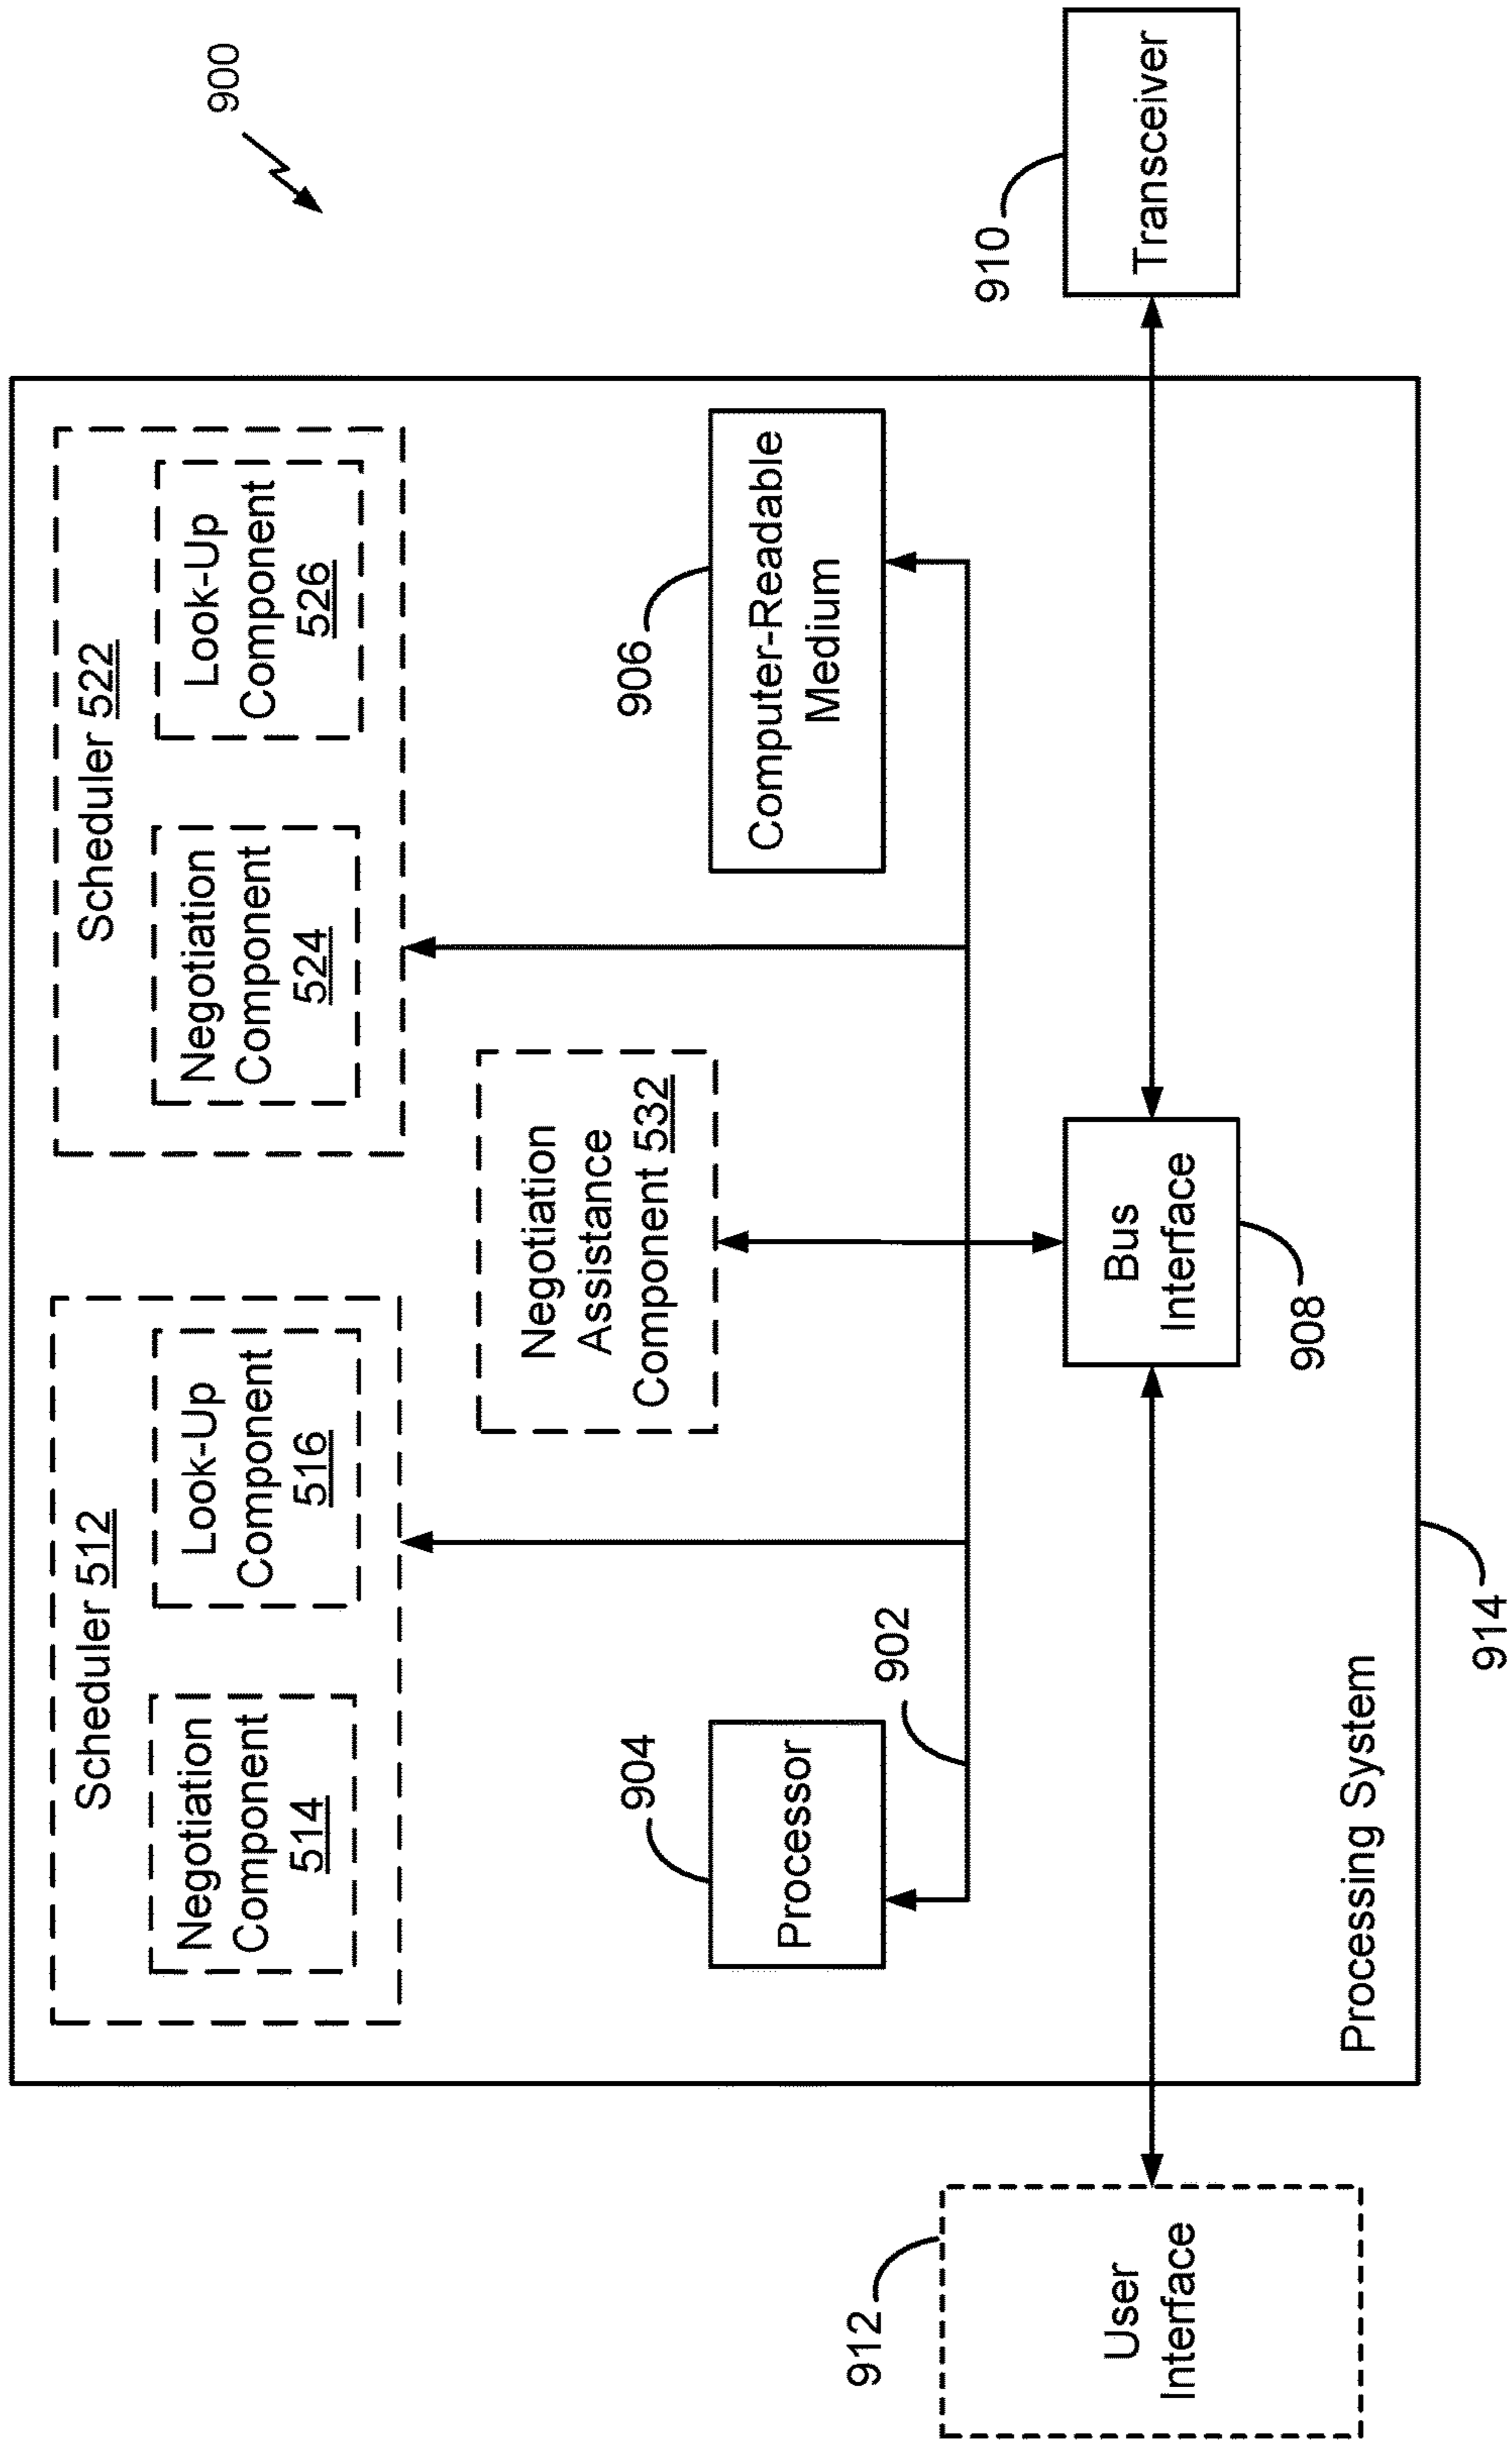 900
Scheduler 512
Negotiation
Component
514
Look-Up
Component
516
Scheduler 522
Negotiation
Component
524
Look-Up
Component
526
Negotiation
Assistance
Component 532
904
Processor
902
906
Computer-Readable
Medium
912
User
Interface
Bus
Interface
908
910
Transceiver
Processing System
914